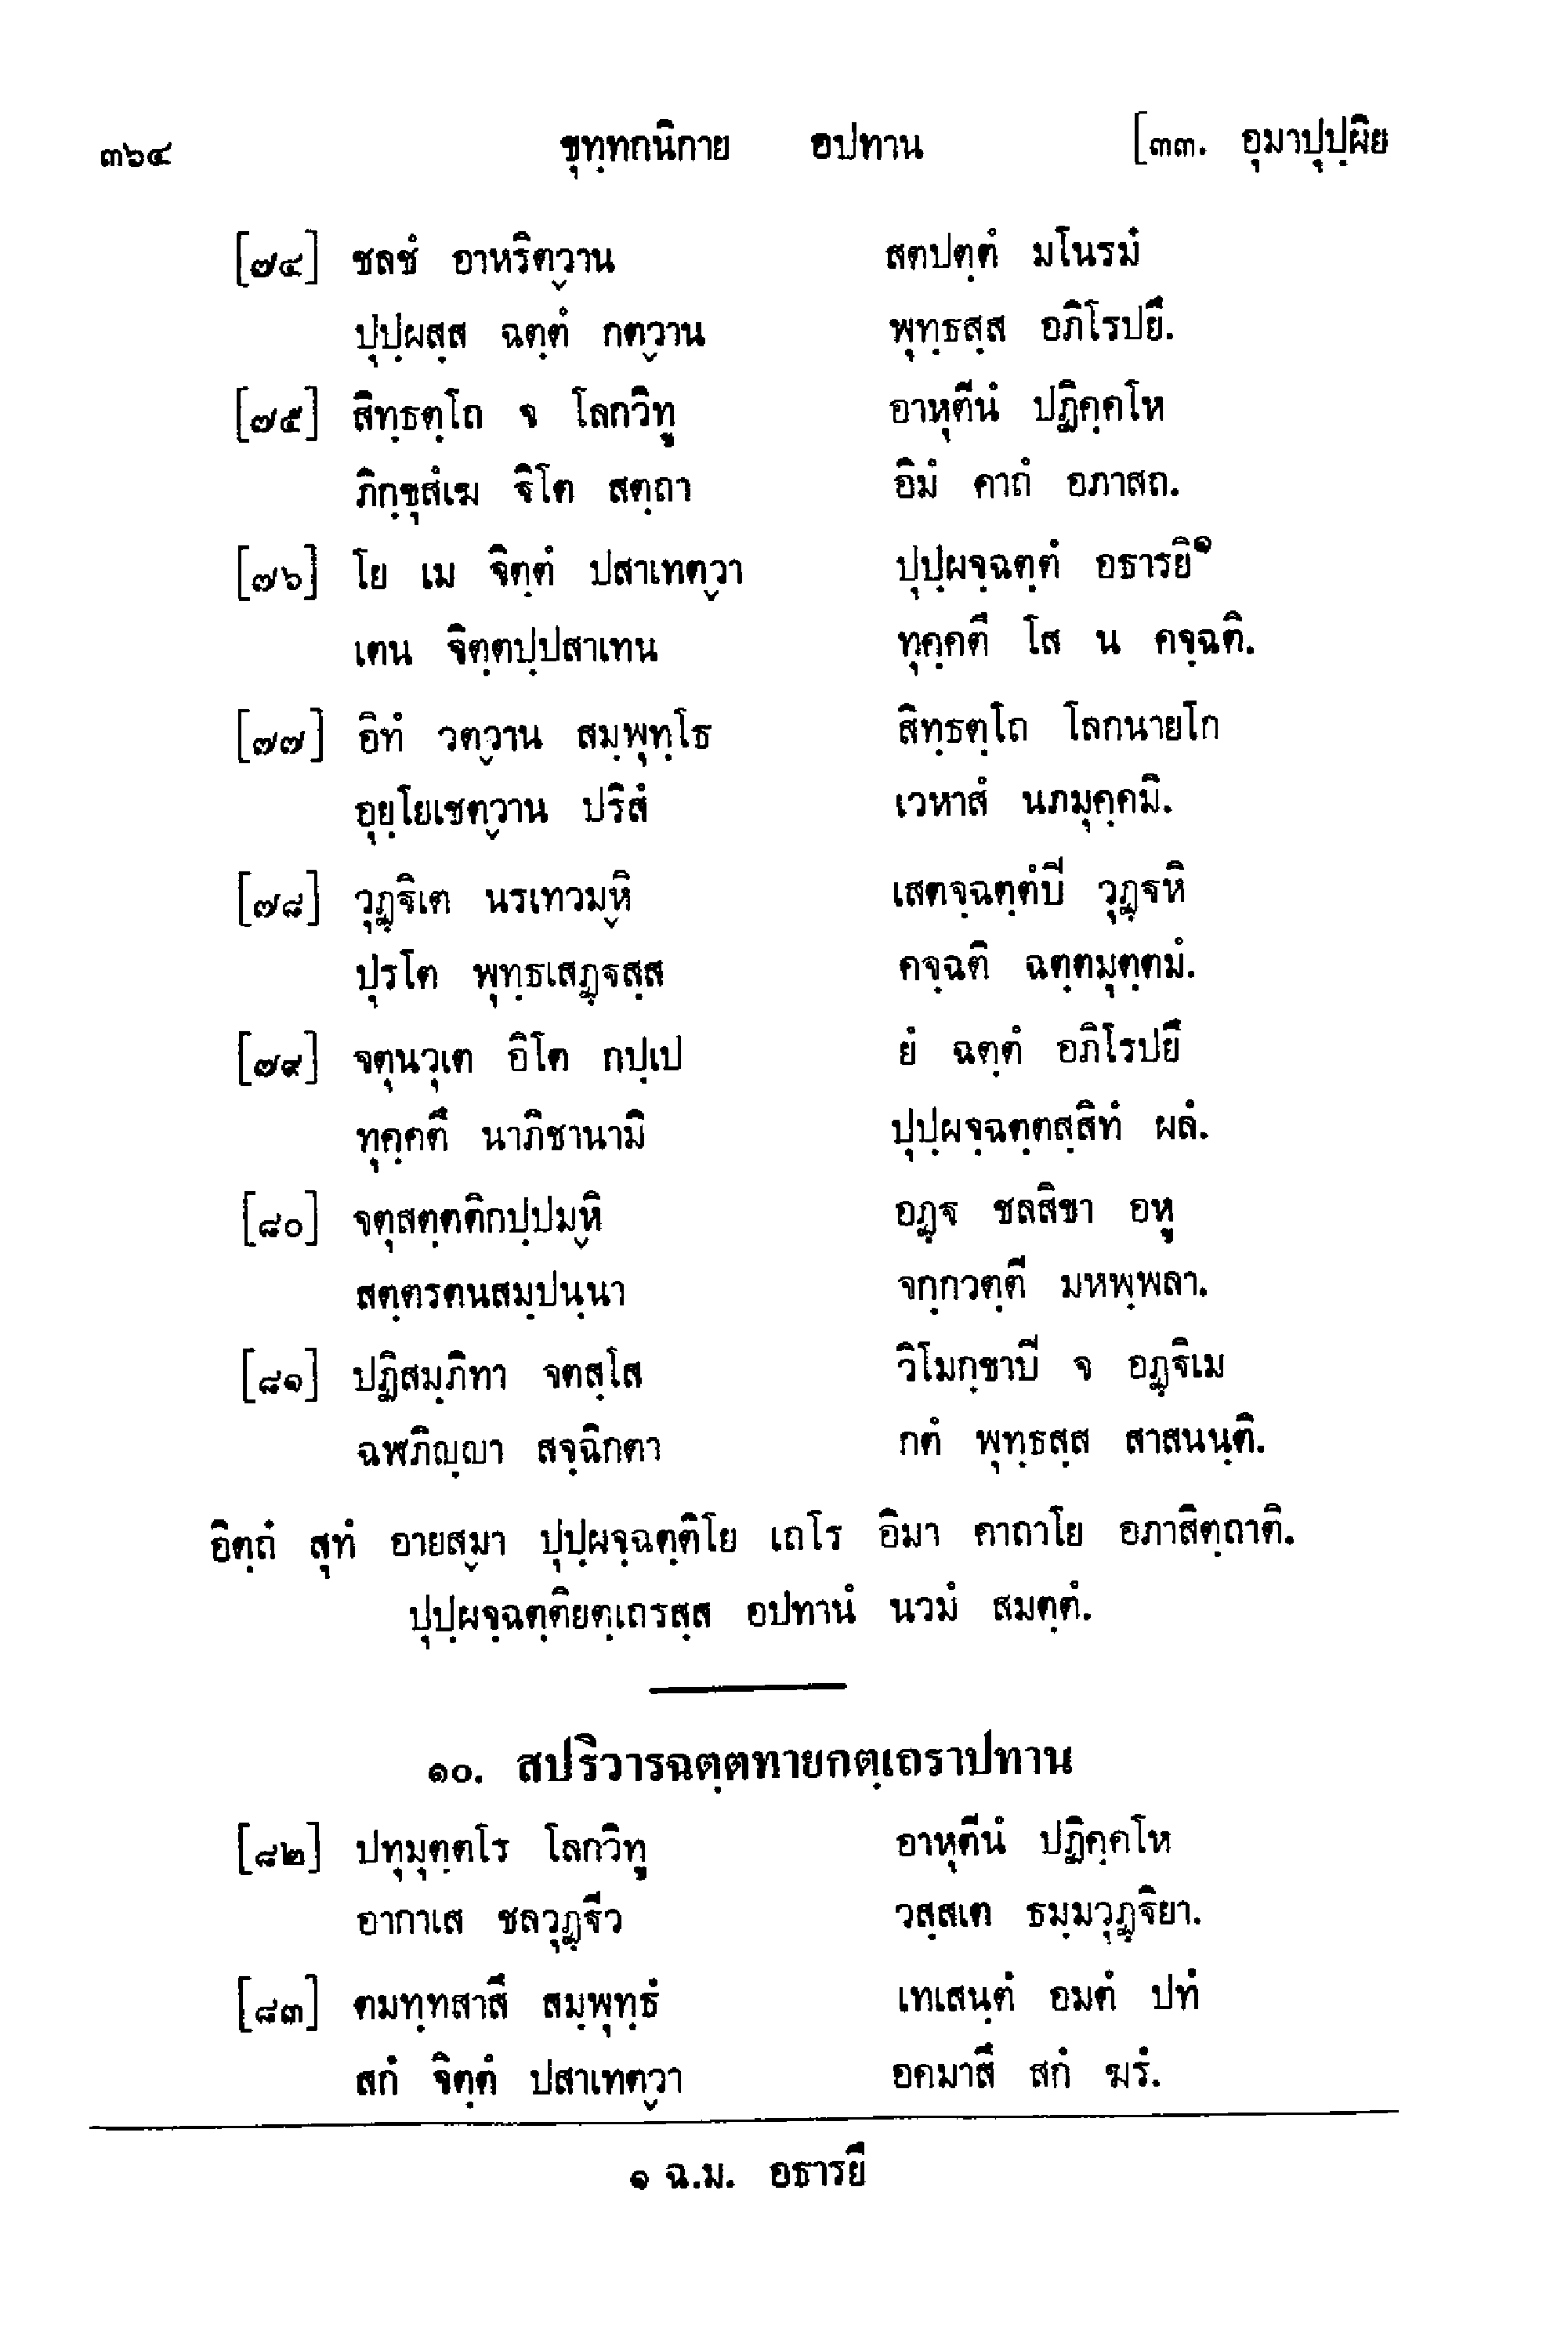 ๓๖๔ ขุทฺทกนิกาย อปทาน [๓๓. อุมาปุปฺผิย
[๗๔] ชลชํ อาหริตฺวาน สตปตฺตํ มโนรมํ
ปุปฺผสฺส ฉตฺตํ กตฺวาน พุทฺธสฺส อภิโรปยึ.
[๗๕] สิทฺธตฺโถ จ โลกวิทู อาหุตีนํ ปฏิคฺคโห
ภิกฺขุสํเฆ ฐิโต สตฺถา อิมํ คาถํ อภาสถ.
[๗๖] โย เม จิตฺตํ ปสาเทตฺวา ปุปฺผจฺฉตฺตํ อธารยิ๑
เตน จิตฺตปฺปสาเทน ทุคฺคตึ โส น คจฺฉติ.
[๗๗] อิทํ วตฺวาน สมฺพุทฺโธ สิทฺธตฺโถ โลกนายโก
อุยฺโยเชตฺวาน ปริสํ เวหาสํ นภมุคฺคมิ.
[๗๘] วุฏฺฐิเต นรเทวมฺหิ เสตจฺฉตฺตํปิ วุฏฺฐหิ
ปุรโต พุทฺธเสฏฺฐสฺส คจฺฉติ ฉตฺตมุตฺตมํ.
[๗๙] จตุนวุเต อิโต กปฺเป ยํ ฉตฺตํ อภิโรปยึ
ทุคฺคตึ นาภิชานามิ ปุปฺผจฺฉตฺตสฺสิทํ ผลํ.
[๘๐] จตุสตฺตติกปฺปมฺหิ อฏฺฐ ชลสิขา อหู
สตฺตรตนสมฺปนฺนา จกฺกวตฺตี มหพฺพลา.
[๘๑] ปฏิสมฺภิทา จตสฺโส วิโมกฺขาปิ จ อฏฺฐิเม
ฉฬภิญฺญา สจฺฉิกตา กตํ พุทฺธสฺส สาสนนฺติ.
อิตฺถํ สุทํ อายสฺมา ปุปฺผจฺฉตฺติโย เถโร อิมา คาถาโย อภาสิตฺถาติ.
ปุปฺผจฺฉตฺติยตฺเถรสฺส อปทานํ นวมํ สมตฺตํ.
๑๐. สปริวารฉตฺตทายกตฺเถราปทาน
[๘๒] ปทุมุตฺตโร โลกวิทู อาหุตีนํ ปฏิคฺคโห
อากาเส ชลวุฏฺฐีว วสฺสเต ธมฺมวุฏฺฐิยา.
[๘๓] ตมทฺทสาสึ สมฺพุทฺธํ เทเสนฺตํ อมตํ ปทํ
สกํ จิตฺตํ ปสาเทตฺวา อคมาสึ สกํ ฆรํ.
๑ ฉ.ม. อธารยึ